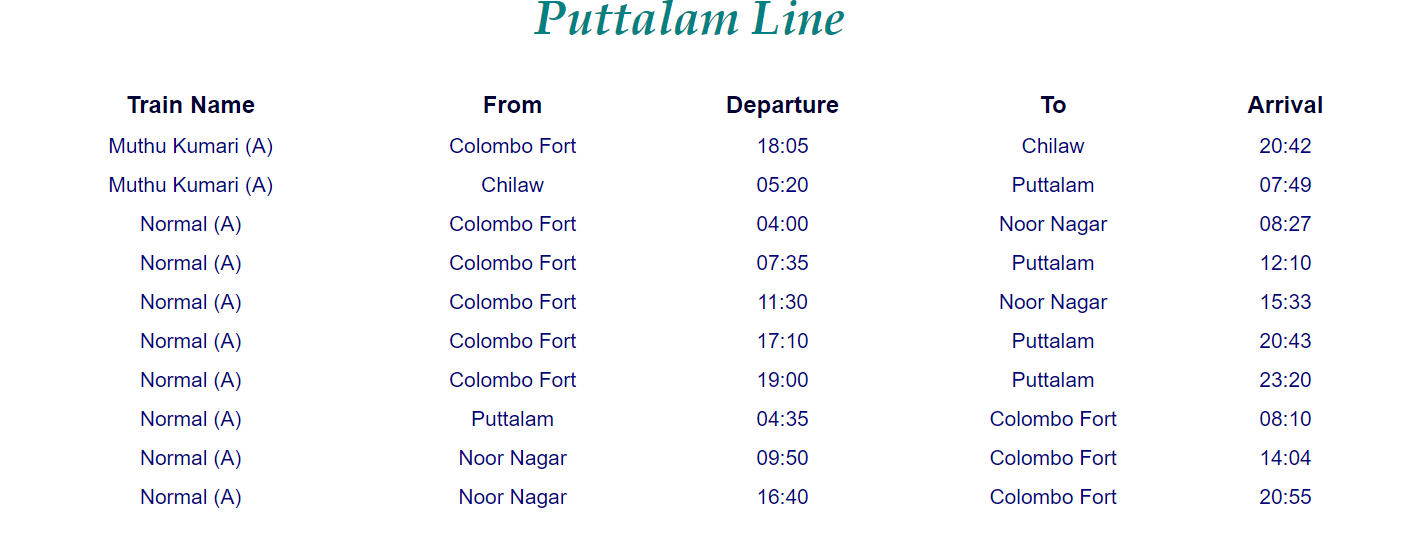 Puttalam Line
Train Name From Departure To Arrival
Muthu Kumari (A) Colombo Fort 18:05 Chilaw 20:42
Muthu Kumari (A) Chilaw 05:20 Puttalam 07:49
Normal (A) Colombo Fort 04:00 Noor Nagar 08:27
Normal (A) Colombo Fort 07:35 Puttalam 12:10
Normal (A) Colombo Fort 11:30 Noor Nagar 15:33
Normal (A) Colombo Fort 17:10 Puttalam 20:43
Normal (A) Colombo Fort 19:00 Puttalam 23:20
Normal (A) Puttalam 04:35 Colombo Fort 08:10
Normal (A) Noor Nagar 09:50 Colombo Fort 14:04
Normal (A) Noor Nagar 16:40 Colombo Fort 20:55